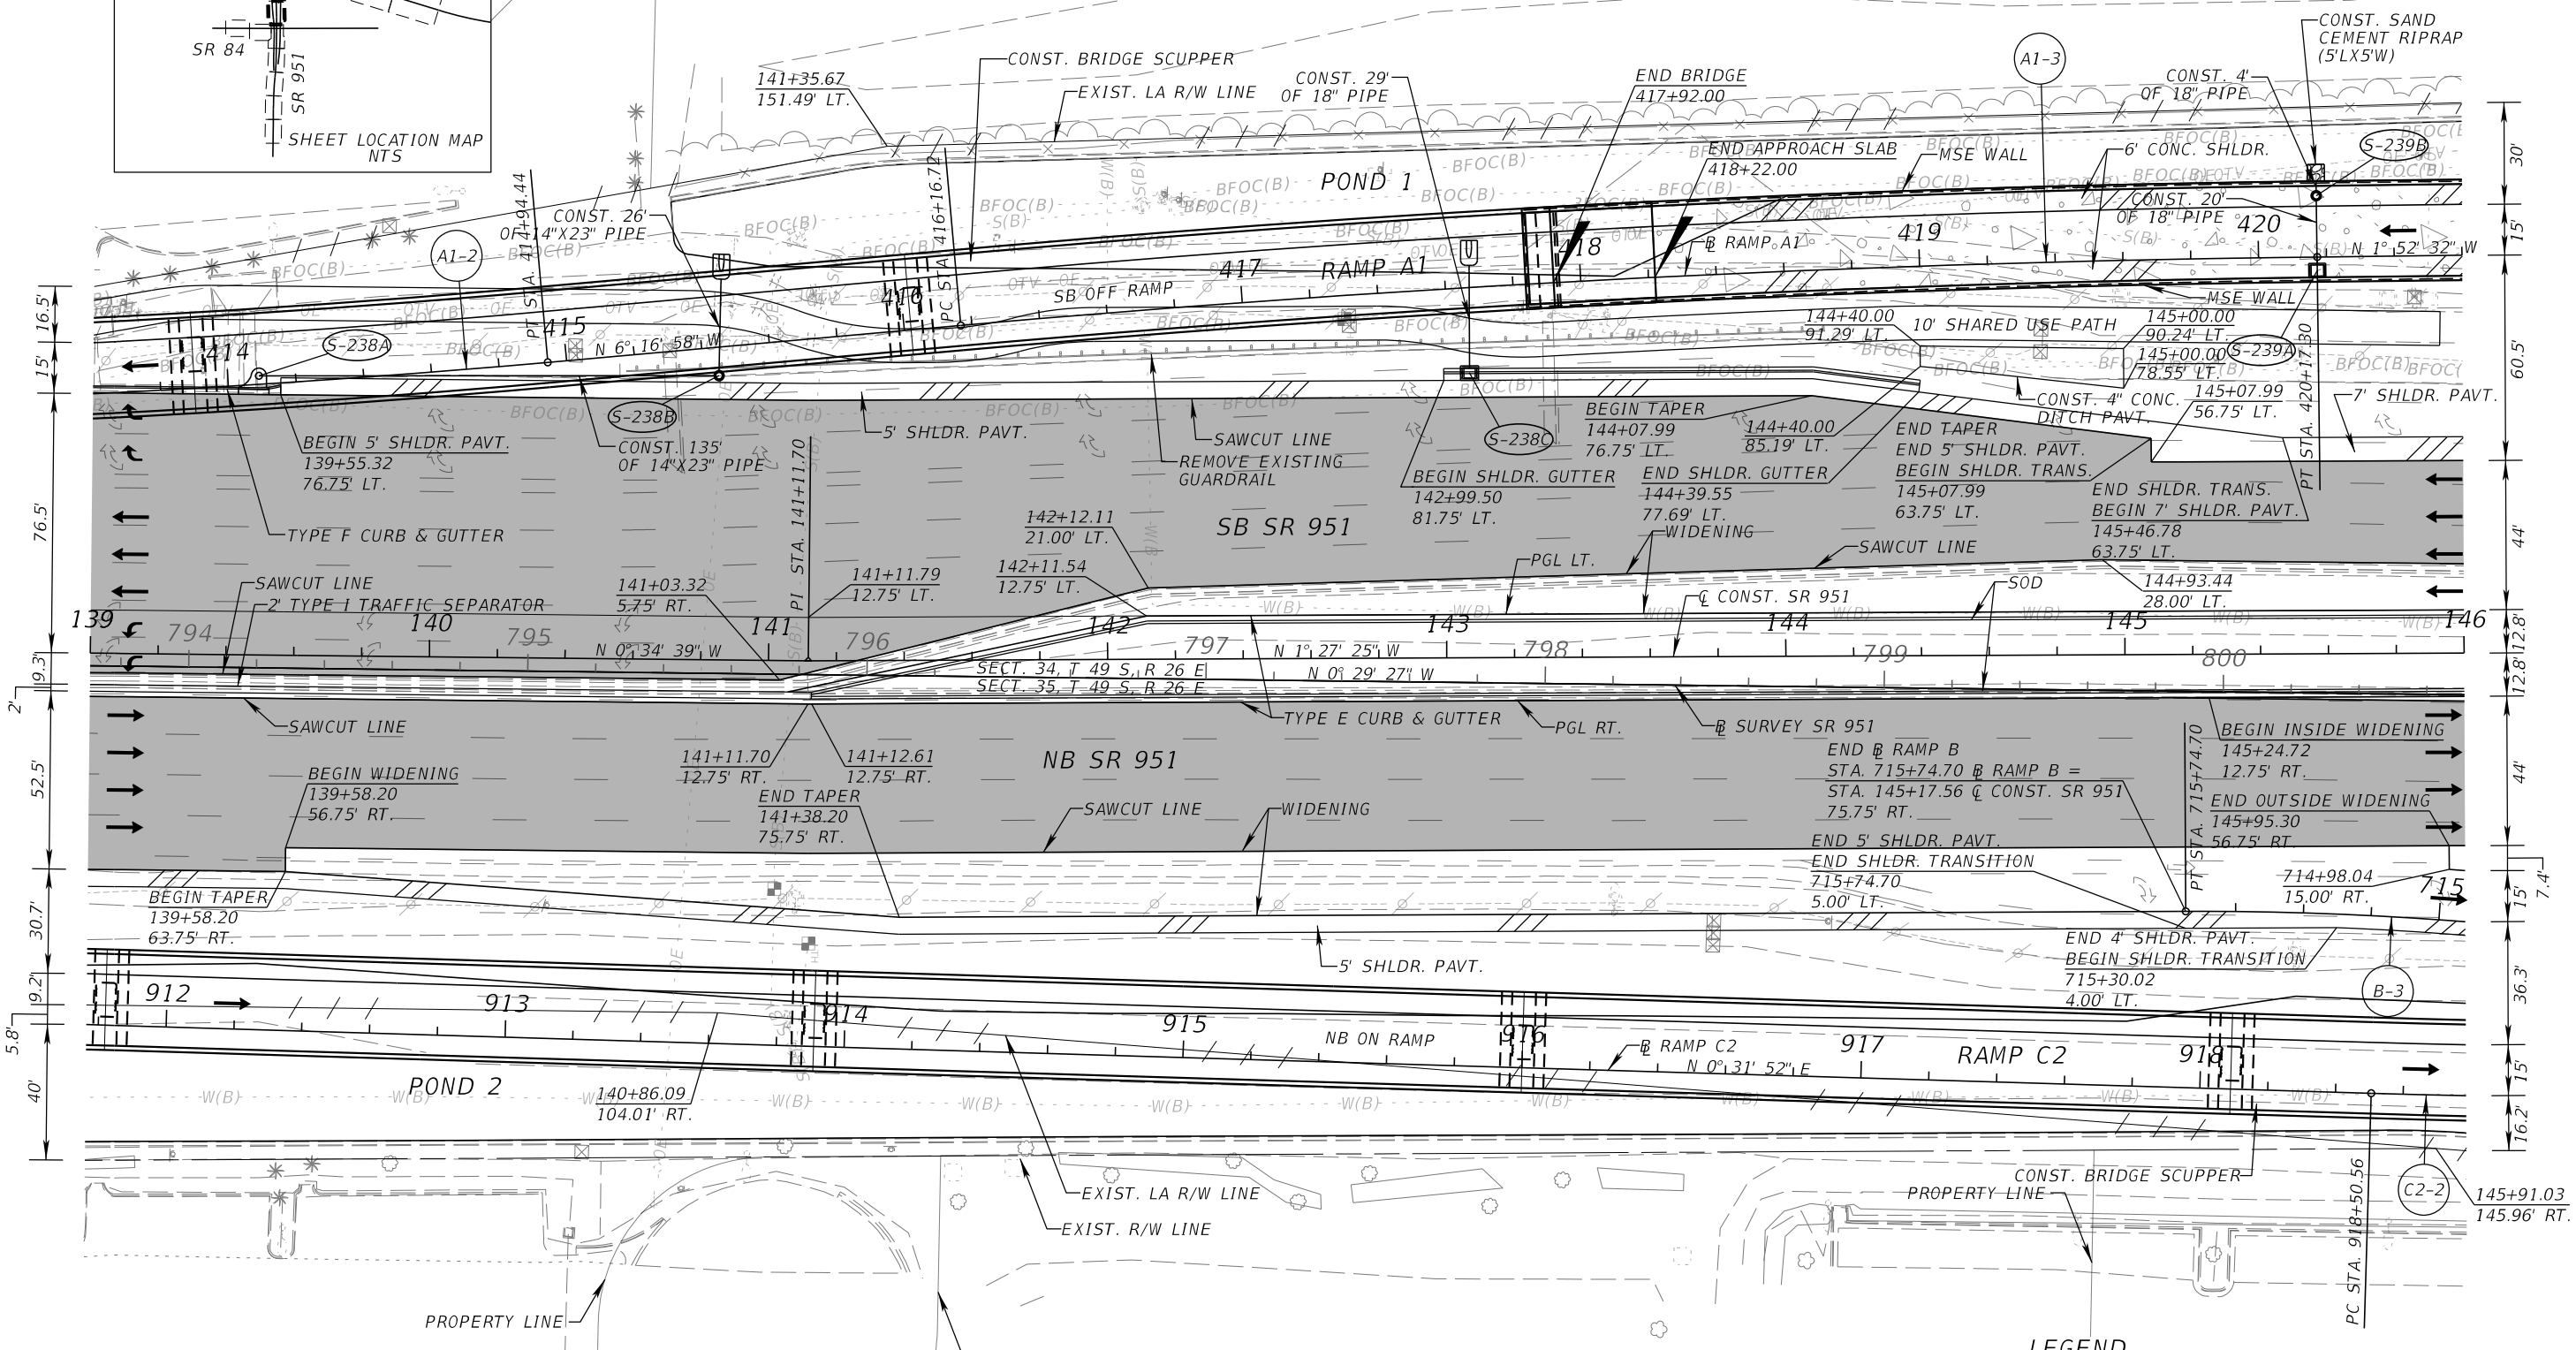 SR 84
SR 951
SHEET LOCATION MAP
NTS
141+35.67
151.49' LT.
CONST. BRIDGE SCUPPER
EXIST. LA R/W LINE
CONST. 29'
OF 18" PIPE
END BRIDGE
417+92.00
END APPROACH SLAB
418+22.00
MSE WALL
A1-3
6' CONC. SHLDR.
CONST. 4'
OF 18" PIPE
CONST. SAND
CEMENT RIPRAP
(5'LX5'W)
S-239B
CONST. 20'
OF 18" PIPE
POND 1
PT STA. 414+94.44
PC STA. 416+16.72
CONST. 26'
OF 14"X23" PIPE
A1-2
S-238A
414
415
416
417
418
419
420
N 6° 16' 58" W
SB OFF RAMP
RAMP A1
BL RAMP A1
N 1° 52' 32" W
MSE WALL
144+40.00
91.29' LT.
10' SHARED USE PATH
145+00.00
90.24' LT.
145+00.00
78.55' LT.
S-239A
PT STA. 420+17.30
145+07.99
56.75' LT.
7' SHLDR. PAVT.
CONST. 4" CONC.
DITCH PAVT.
16.5'
15'
76.5'
9.3'
2'
52.5'
30.7'
9.2'
5.8'
40'
BEGIN 5' SHLDR. PAVT.
139+55.32
76.75' LT.
TYPE F CURB & GUTTER
S-238B
CONST. 135'
OF 14"X23" PIPE
5' SHLDR. PAVT.
SAWCUT LINE
REMOVE EXISTING
GUARDRAIL
S-238C
BEGIN SHLDR. GUTTER
142+99.50
81.75' LT.
BEGIN TAPER
144+07.99
76.75' LT.
144+40.00
85.19' LT.
END SHLDR. GUTTER
144+39.55
77.69' LT.
END TAPER
END 5' SHLDR. PAVT.
BEGIN SHLDR. TRANS.
145+07.99
63.75' LT.
END SHLDR. TRANS.
BEGIN 7' SHLDR. PAVT.
145+46.78
63.75' LT.
PI STA. 141+11.70
SB SR 951
142+12.11
21.00' LT.
142+11.54
12.75' LT.
WIDENING
PGL LT.
SAWCUT LINE
SOD
144+93.44
28.00' LT.
CL CONST. SR 951
SAWCUT LINE
2' TYPE I TRAFFIC SEPARATOR
141+03.32
5.75' RT.
141+11.79
12.75' LT.
139
140
141
142
143
144
145
146
794
795
796
797
798
799
800
N 0° 34' 39" W
N 1° 27' 25" W
SECT. 34, T 49 S, R 26 E
SECT. 35, T 49 S, R 26 E
N 0° 29' 27" W
SAWCUT LINE
TYPE E CURB & GUTTER
PGL RT.
BL SURVEY SR 951
141+11.70
12.75' RT.
141+12.61
12.75' RT.
NB SR 951
BEGIN WIDENING
139+58.20
56.75' RT.
END TAPER
141+38.20
75.75' RT.
SAWCUT LINE
WIDENING
END BL RAMP B
STA. 715+74.70 BL RAMP B =
STA. 145+17.56 CL CONST. SR 951
75.75' RT.
PT STA. 715+74.70
BEGIN INSIDE WIDENING
145+24.72
12.75' RT.
END OUTSIDE WIDENING
145+95.30
56.75' RT.
END 5' SHLDR. PAVT.
END SHLDR. TRANSITION
715+74.70
5.00' LT.
714+98.04
15.00' RT.
715
BEGIN TAPER
139+58.20
63.75' RT.
5' SHLDR. PAVT.
END 4' SHLDR. PAVT.
BEGIN SHLDR. TRANSITION
715+30.02
4.00' LT.
B-3
912
913
914
915
916
917
918
NB ON RAMP
BL RAMP C2
N 0° 31' 52" E
RAMP C2
POND 2
140+86.09
104.01' RT.
EXIST. LA R/W LINE
EXIST. R/W LINE
PROPERTY LINE
CONST. BRIDGE SCUPPER
PROPERTY LINE
PC STA. 918+50.56
C2-2
145+91.03
145.96' RT.
30'
15'
60.5'
44'
12.8'
12.8'
44'
7.4'
15'
36.3'
15'
16.2'
BFOC(B)
S(B)
W(B)
OTV
OE
LEGEND